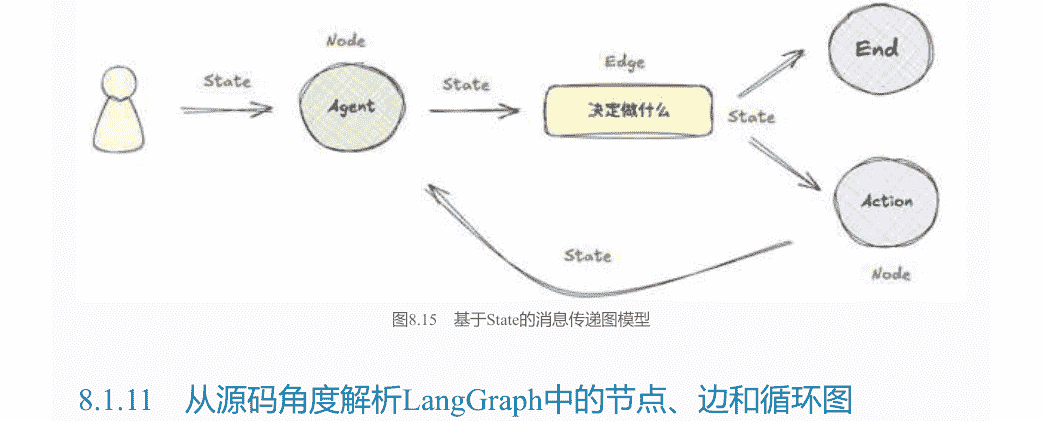 Node
State
Agent
State
Edge
决定做什么
State
End
Action
Node
State
图8.15 基于State的消息传递图模型
8.1.11 从源码角度解析LangGraph中的节点、边和循环图